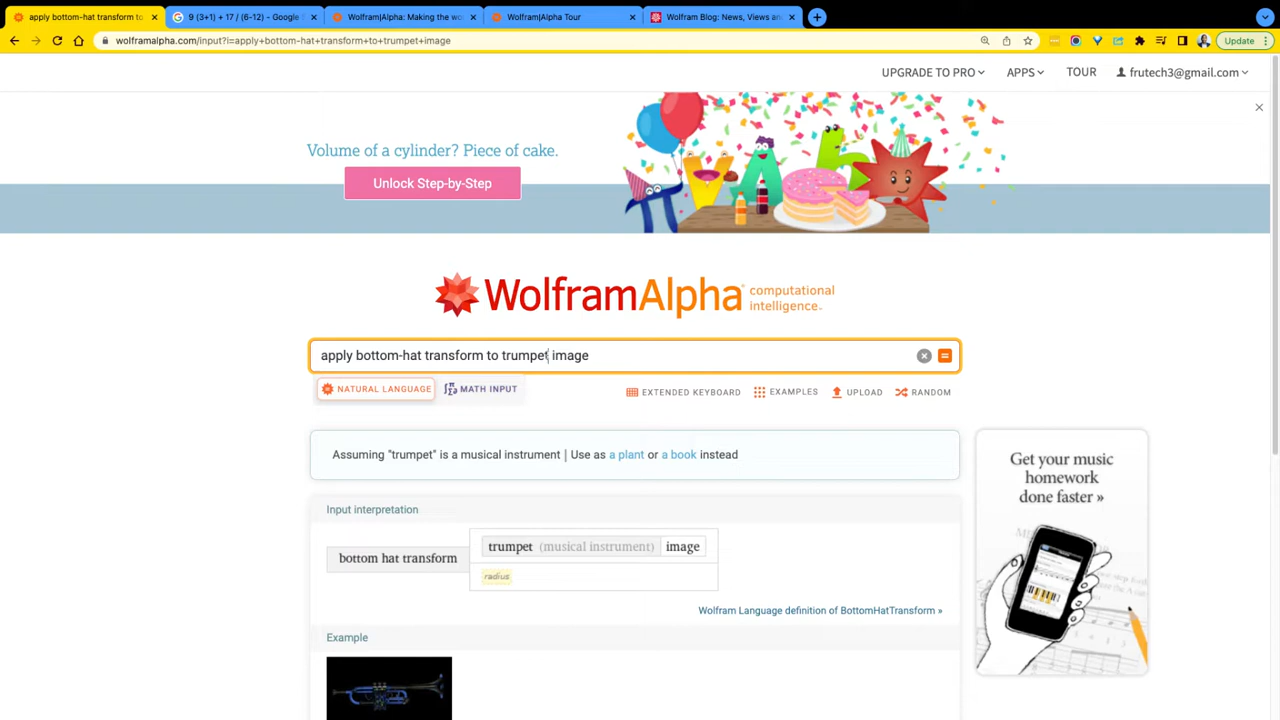 apply bottom-hat transform to
9 (3+1) + 17 / (6-12) - Google S
Wolfram|Alpha: Making the wo
Wolfram|Alpha Tour
Wolfram Blog: News, Views and
wolframalpha.com/input?i=apply+bottom-hat+transform+to+trumpet+image
Update
UPGRADE TO PRO
APPS
TOUR
frutech3@gmail.com
Volume of a cylinder? Piece of cake.
Unlock Step-by-Step
WolframAlpha computational intelligence.
apply bottom-hat transform to trumpet image
NATURAL LANGUAGE
MATH INPUT
EXTENDED KEYBOARD
EXAMPLES
UPLOAD
RANDOM
Assuming "trumpet" is a musical instrument | Use as a plant or a book instead
Get your music
homework
done faster »
Input interpretation
bottom hat transform
trumpet (musical instrument) image
radius
Wolfram Language definition of BottomHatTransform »
Example